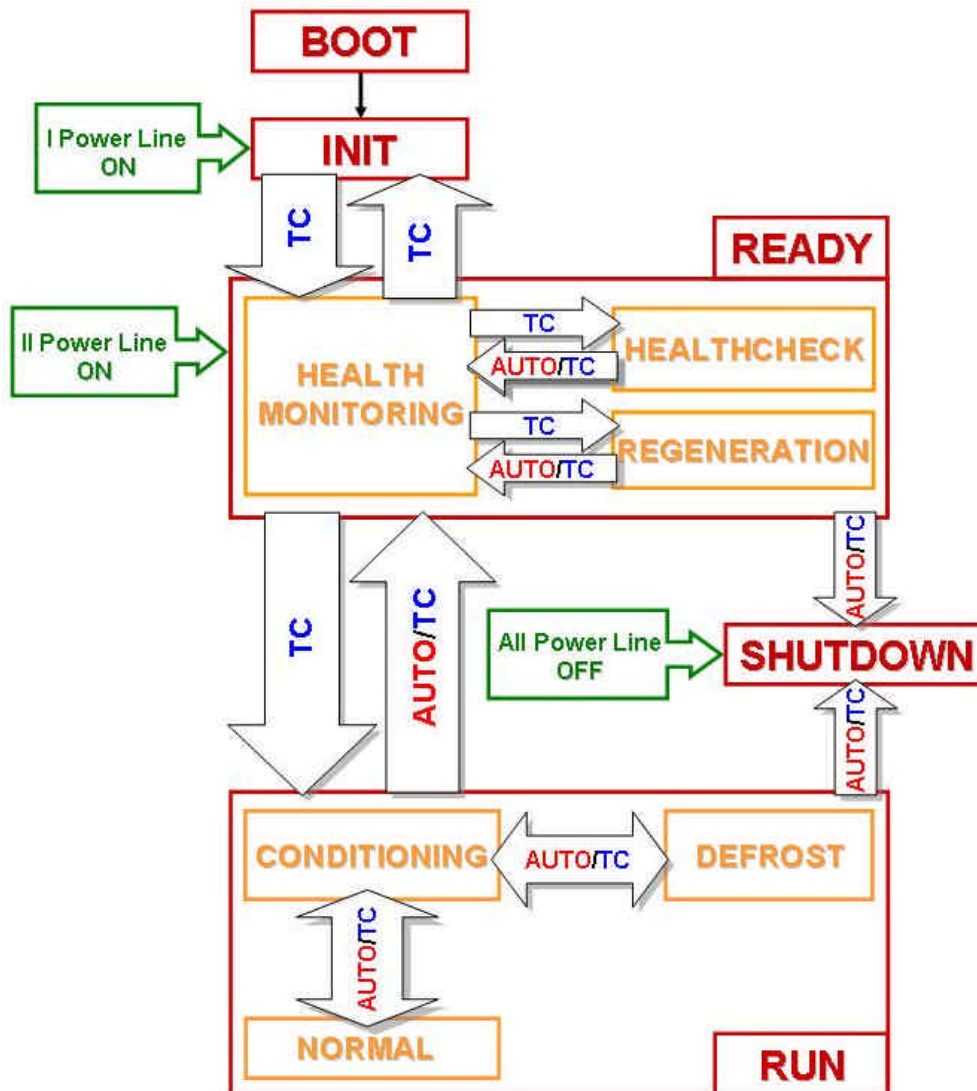 BOOT
I Power Line
ON
INIT
TC
TC
READY
II Power Line
ON
HEALTH
MONITORING
TC
AUTO/TC
HEALTHCHECK
TC
AUTO/TC
REGENERATION
TC
AUTO/TC
AUTO/TC
All Power Line
OFF
SHUTDOWN
AUTO/TC
CONDITIONING
AUTO/TC
DEFROST
AUTO/TC
NORMAL
RUN